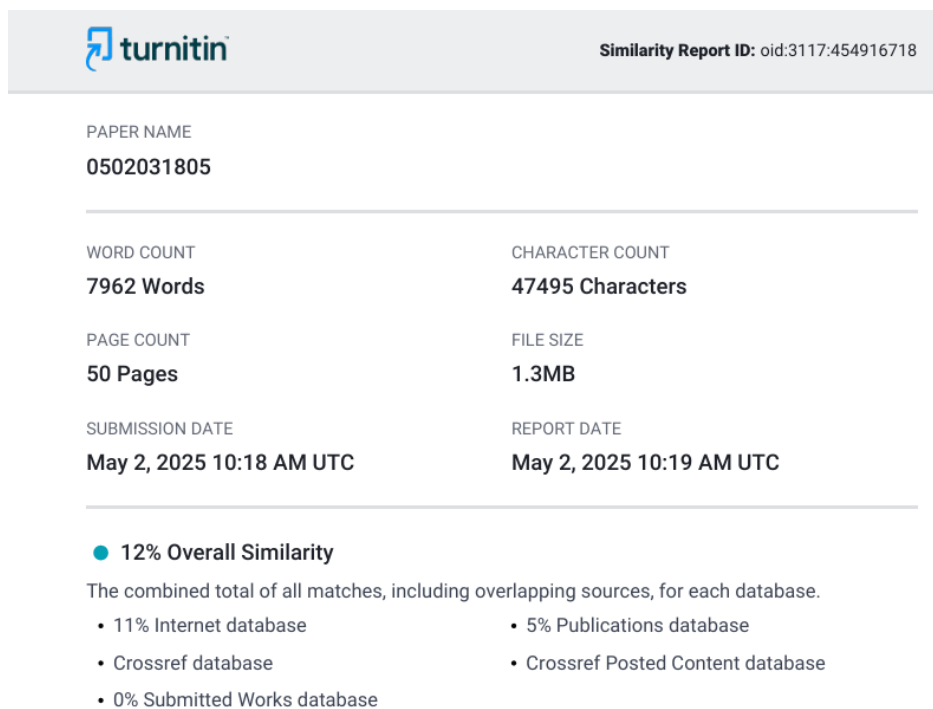 turnitin™
Similarity Report ID: oid:3117:454916718
PAPER NAME
0502031805
WORD COUNT
CHARACTER COUNT
7962 Words
47495 Characters
PAGE COUNT
FILE SIZE
50 Pages
1.3MB
SUBMISSION DATE
REPORT DATE
May 2, 2025 10:18 AM UTC
May 2, 2025 10:19 AM UTC
● 12% Overall Similarity
The combined total of all matches, including overlapping sources, for each database.
• 11% Internet database
• 5% Publications database
• Crossref database
• Crossref Posted Content database
• 0% Submitted Works database